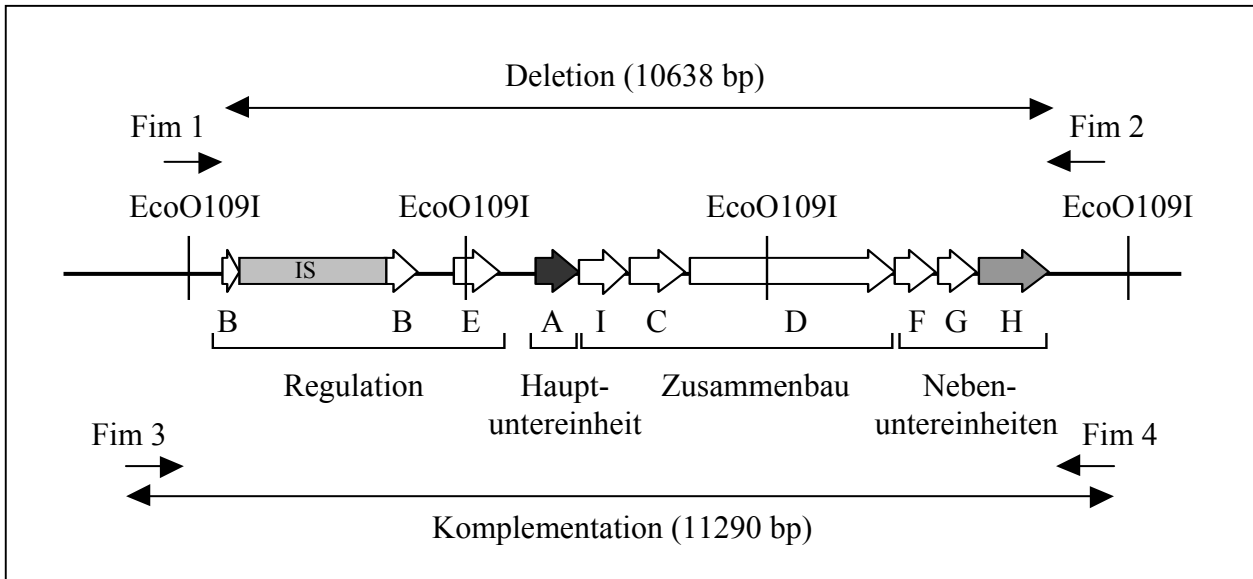 Deletion (10638 bp)
Fim 1
Fim 2
EcoO109I EcoO109I EcoO109I EcoO109I
IS
B B E A I C D F G H
Regulation Haupt- Zusammenbau Neben-
untereinheit untereinheiten
Fim 3 Fim 4
Komplementation (11290 bp)